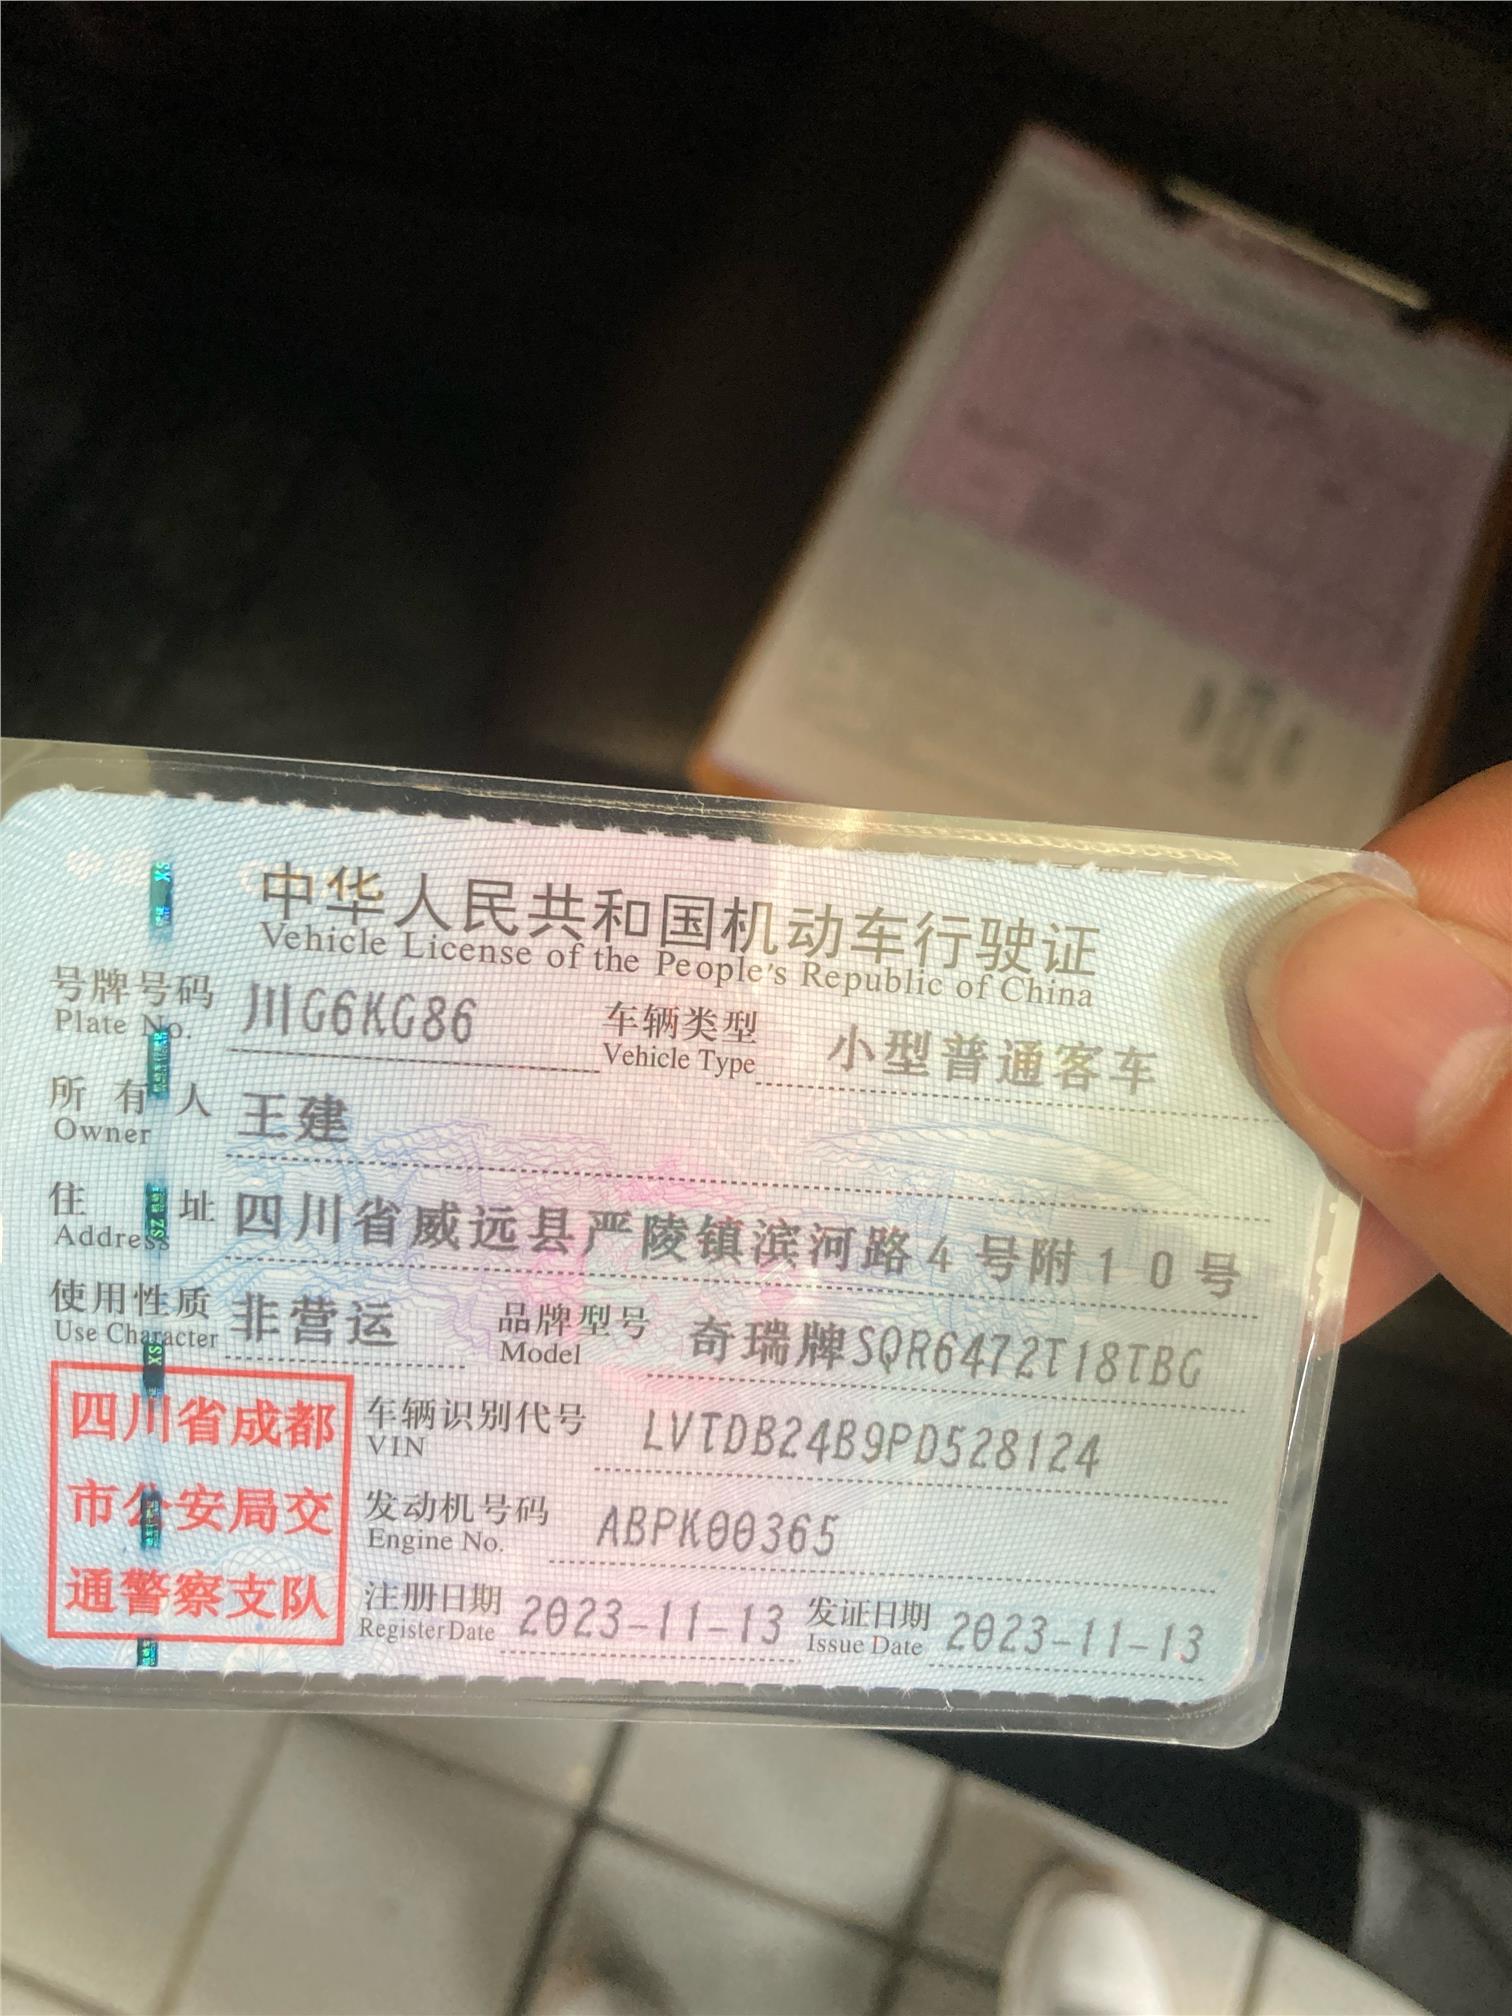 中华人民共和国机动车行驶证
Vehicle License of the People's Republic of China
号牌号码 川G6KG86 车辆类型 小型普通客车
Plate No. Vehicle Type
所有人 王建
Owner
住址 四川省威远县严陵镇滨河路4号附10号
Address
使用性质 非营运 品牌型号 奇瑞牌SQR6472T18TBG
Use Character Model
四川省成都
市公安局交
通警察支队
车辆识别代号 LVTDB24B9PD528124
VIN
发动机号码 ABPK00365
Engine No.
注册日期 2023-11-13 发证日期 2023-11-13
Register Date Issue Date